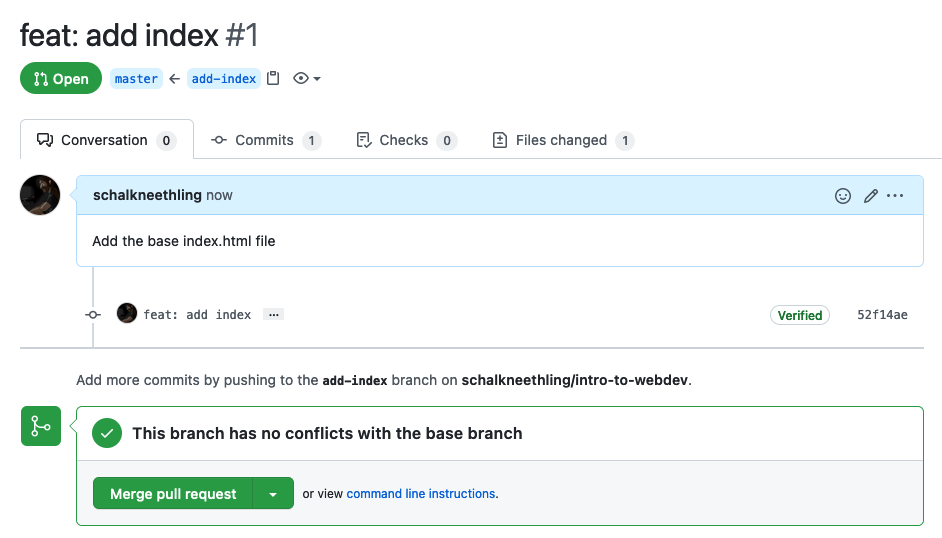 feat: add index #1
Open master ← add-index
Conversation 0 Commits 1 Checks 0 Files changed 1
schalkneethling now
Add the base index.html file
feat: add index ... Verified 52f14ae
Add more commits by pushing to the add-index branch on schalkneethling/intro-to-webdev.
This branch has no conflicts with the base branch
Merge pull request or view command line instructions.